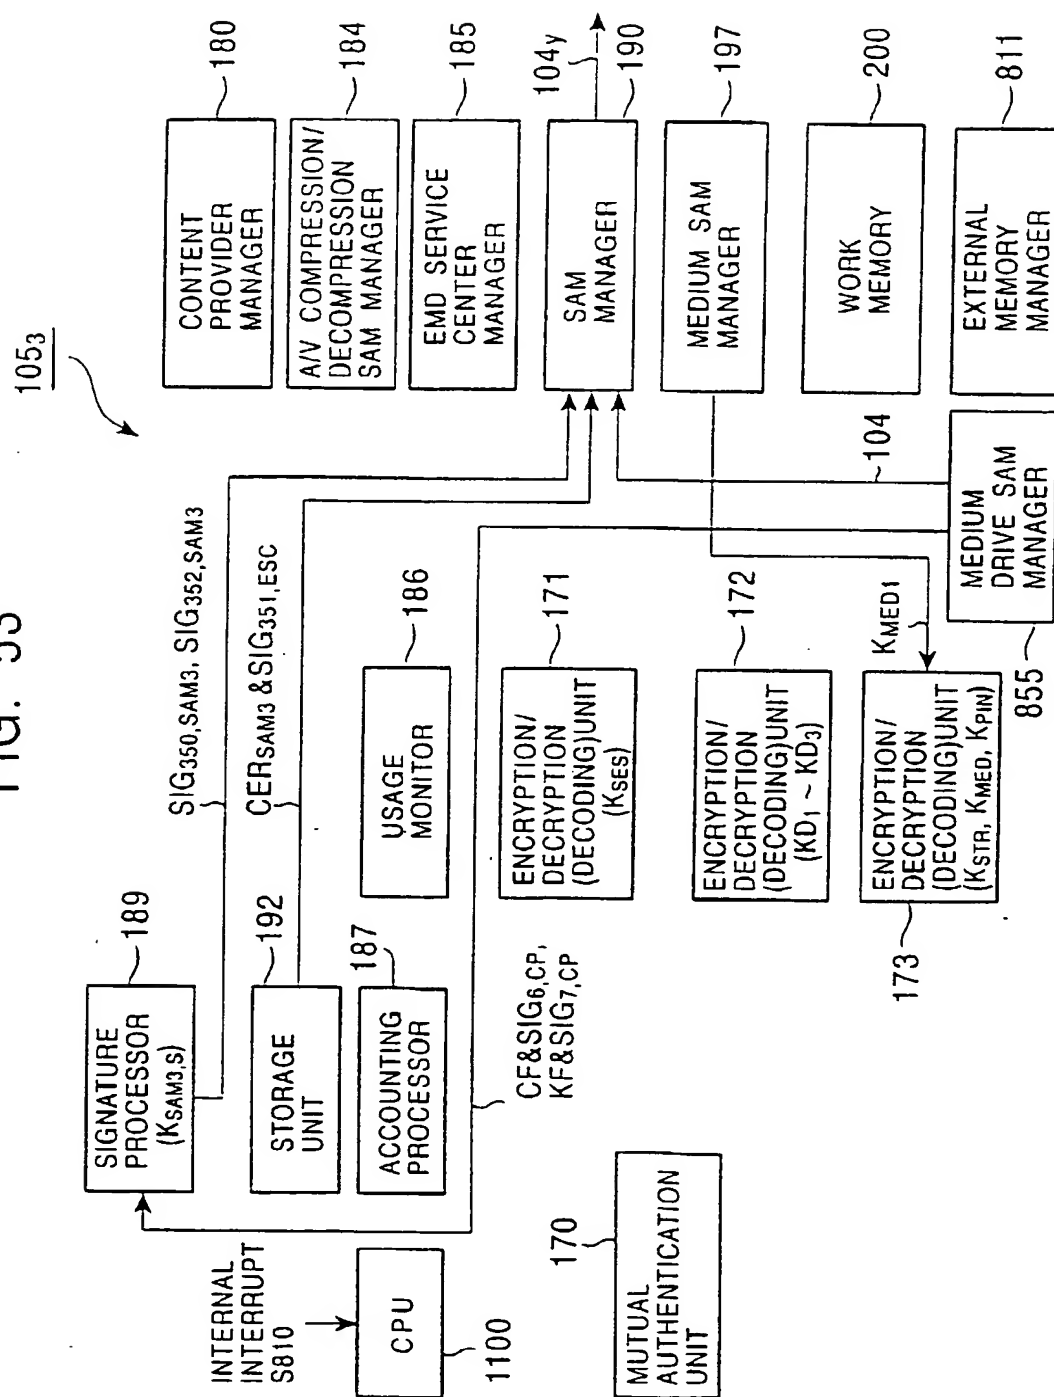 FIG. 53
105₃
CONTENT
PROVIDER
MANAGER
180
A/V COMPRESSION/
DECOMPRESSION
SAM MANAGER
184
EMD SERVICE
CENTER
MANAGER
185
104y
SAM
MANAGER
190
MEDIUM SAM
MANAGER
197
WORK
MEMORY
200
EXTERNAL
MEMORY
MANAGER
811
SIG350,SAM3, SIG352,SAM3
CERSAM3 & SIG351,ESC
104
MEDIUM
DRIVE SAM
MANAGER
855
USAGE
MONITOR
186
ENCRYPTION/
DECRYPTION
(DECODING)UNIT
(KSES)
171
ENCRYPTION/
DECRYPTION
(DECODING)UNIT
(KD1 ~ KD3)
172
KMED1
ENCRYPTION/
DECRYPTION
(DECODING)UNIT
(KSTR, KMED, KPIN)
173
SIGNATURE
PROCESSOR
(KSAM3,S)
189
STORAGE
UNIT
192
ACCOUNTING
PROCESSOR
187
CF&SIG6,CP,
KF&SIG7,CP
INTERNAL
INTERRUPT
S810
CPU
1100
MUTUAL
AUTHENTICATION
UNIT
170